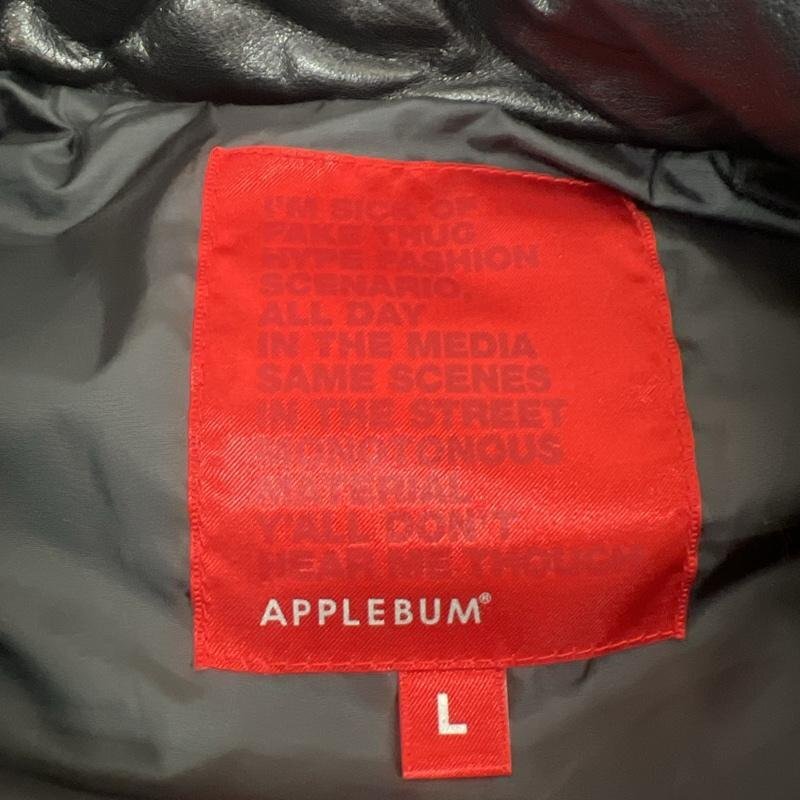 I'M SICK OF
FAKE THUG
HYPE FASHION
SCENARIO,
ALL DAY
IN THE MEDIA
SAME SCENES
IN THE STREET
MONOTONOUS
MATERIAL
Y'ALL DON'T
HEAR ME THOUGH
APPLEBUM®
L